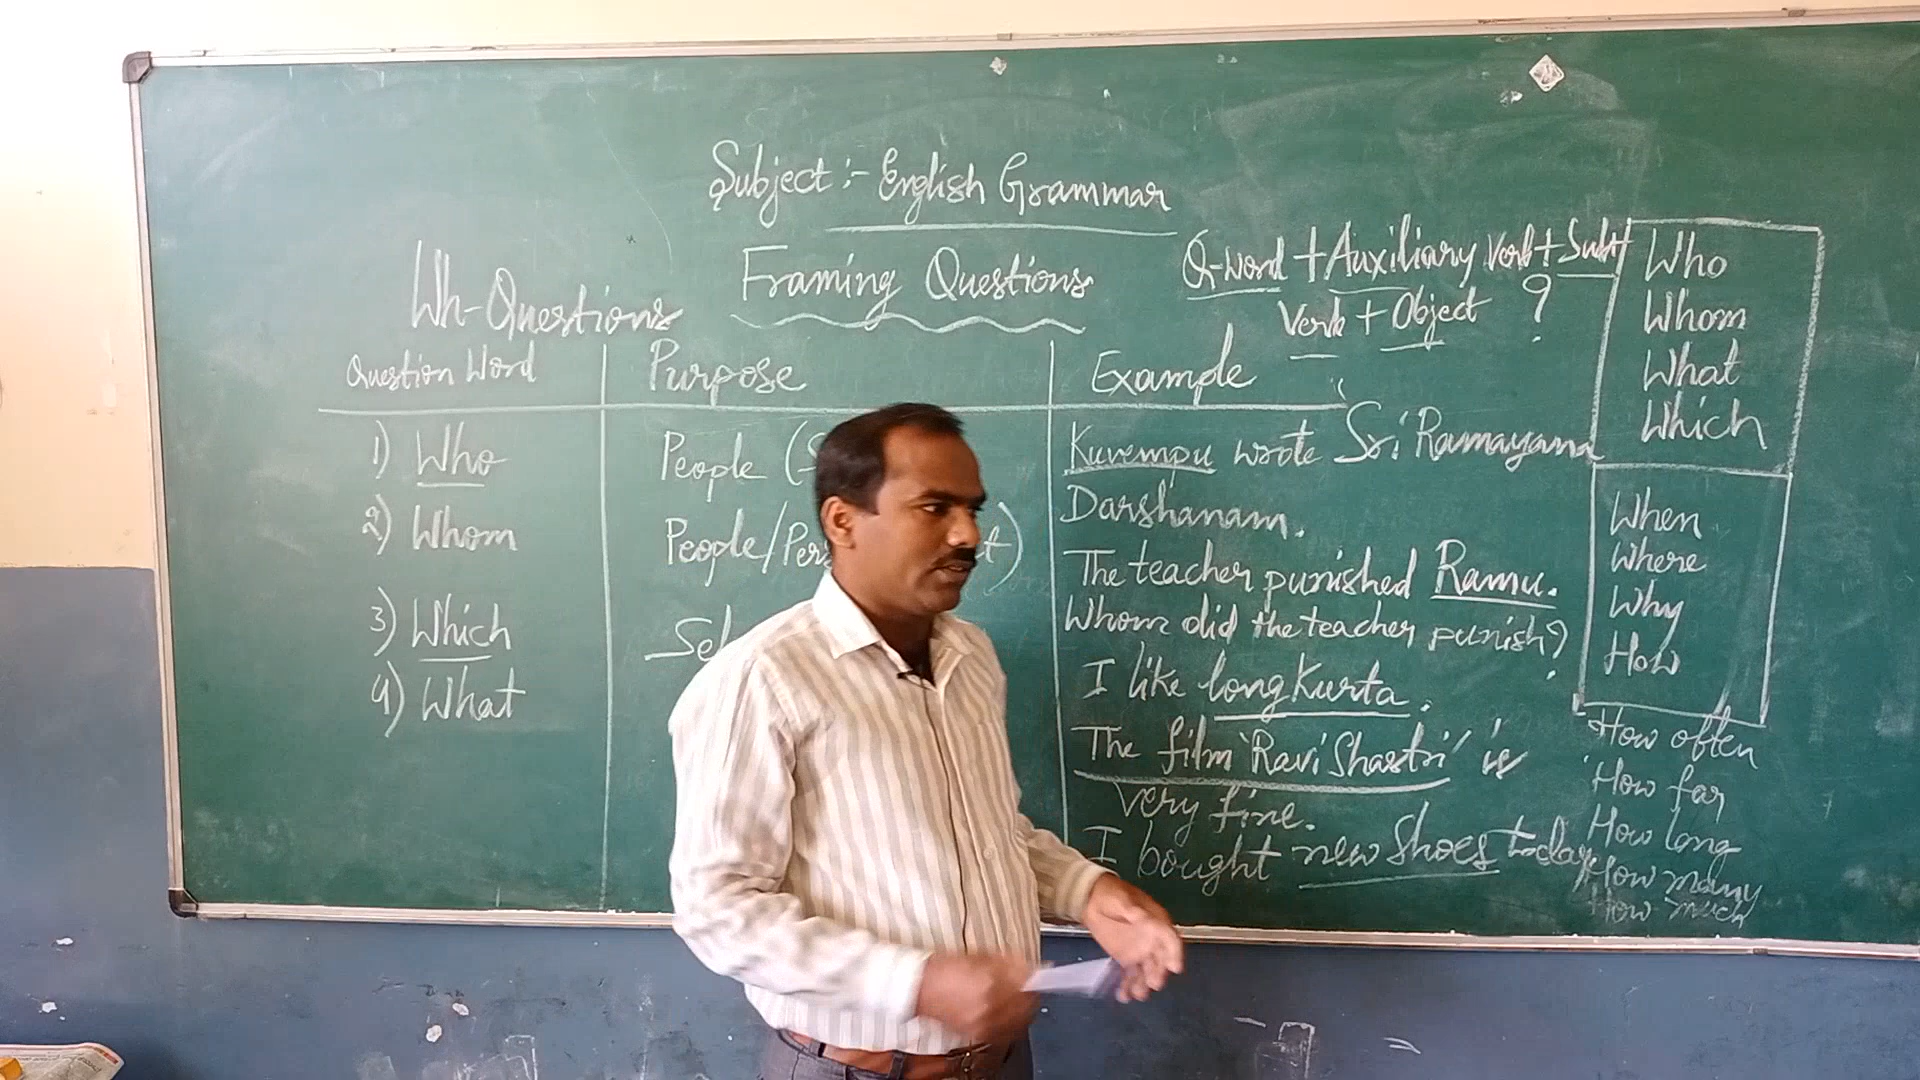 Subject :- English Grammar
Framing Questions
Wh-Questions
Q-word + Auxiliary Verb + Subt
Verb + Object ?
Question Word
Purpose
Example
1) Who
People (S
Kuvempu wrote Sri Ramayana
Darshanam.
2) Whom
People/Pers t)
The teacher punished Ramu.
Whom did the teacher punish?
3) Which
Sel
I like long Kurta.
4) What
The film 'Ravi Shastri' is
very fine.
I bought new shoes today.
Who
Whom
What
Which
When
Where
Why
How
How often
How far
How long
How many
How much